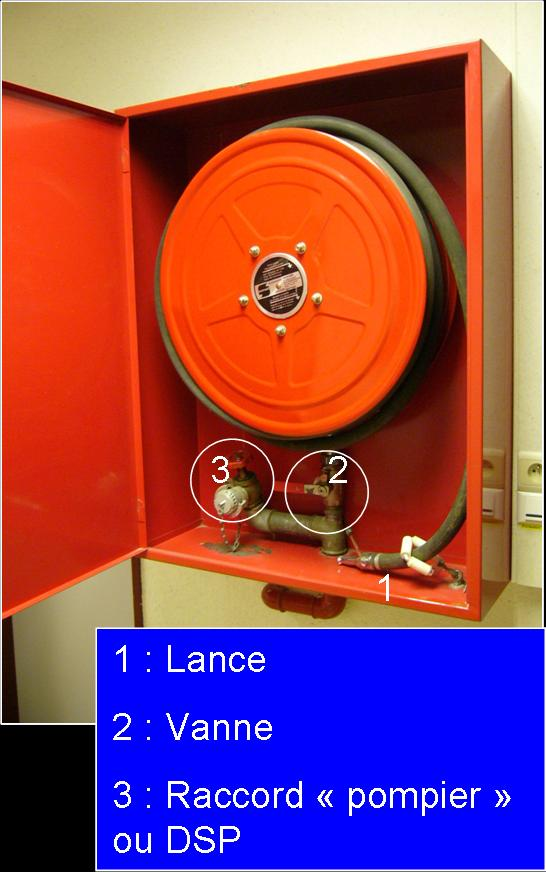 3
2
1
1 : Lance
2 : Vanne
3 : Raccord « pompier »
ou DSP